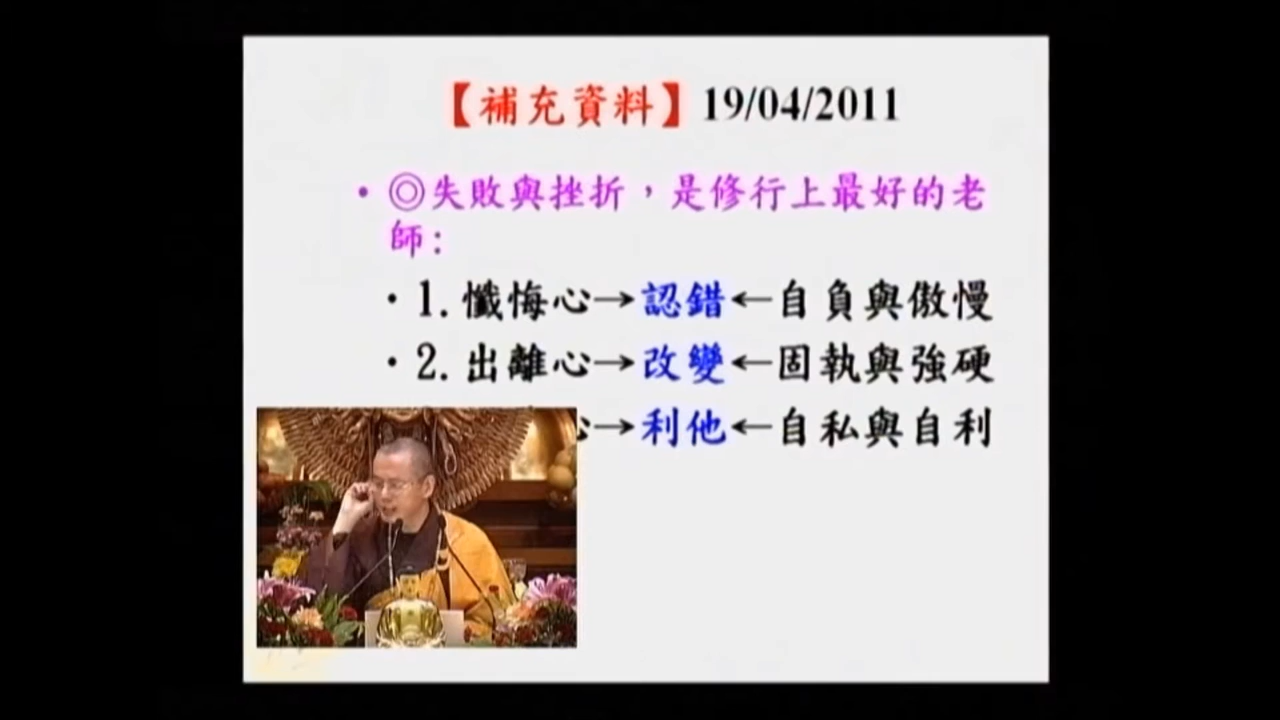 【補充資料】19/04/2011
• ◎失敗與挫折，是修行上最好的老
師:
• 1. 懺悔心→認錯←自負與傲慢
• 2. 出離心→改變←固執與強硬
心→利他←自私與自利